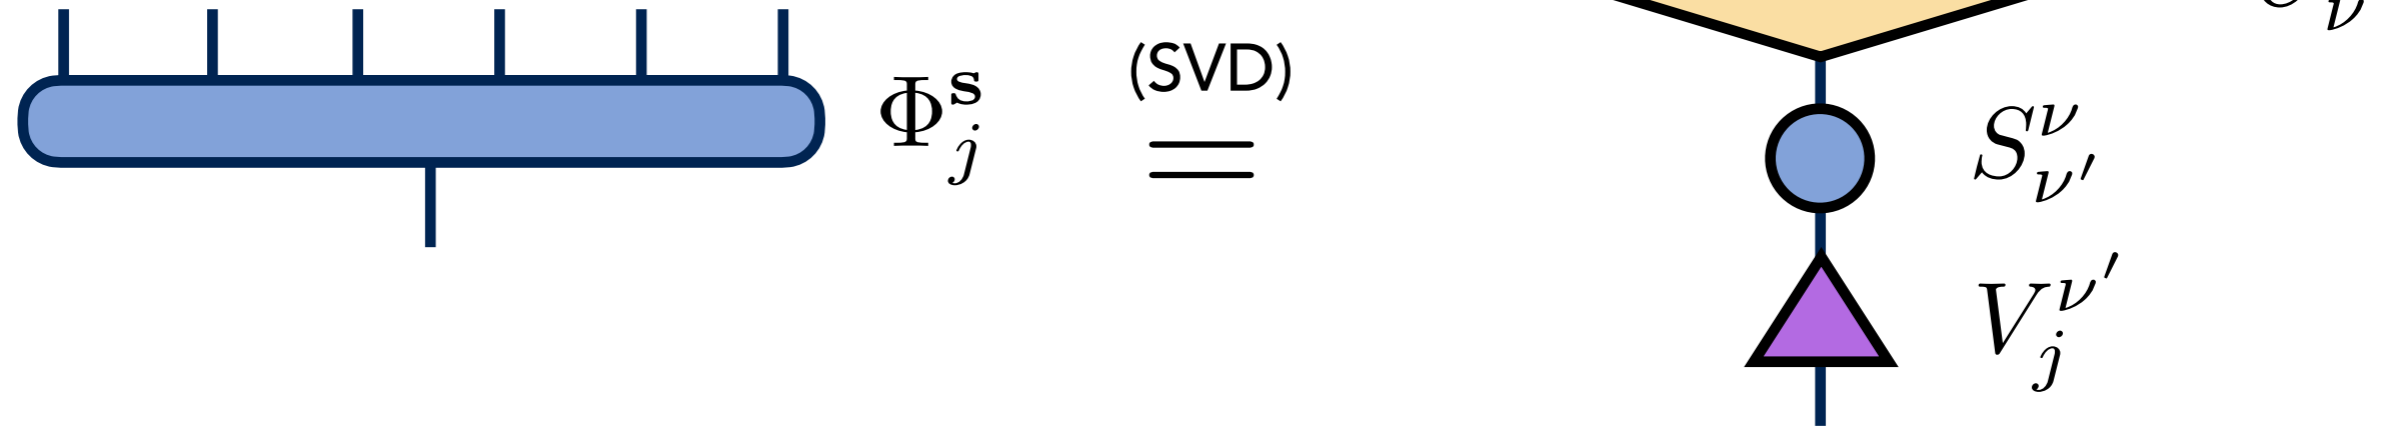 (SVD)
Φ^s_j
=
S^ν_ν′
V^ν′_j
ν